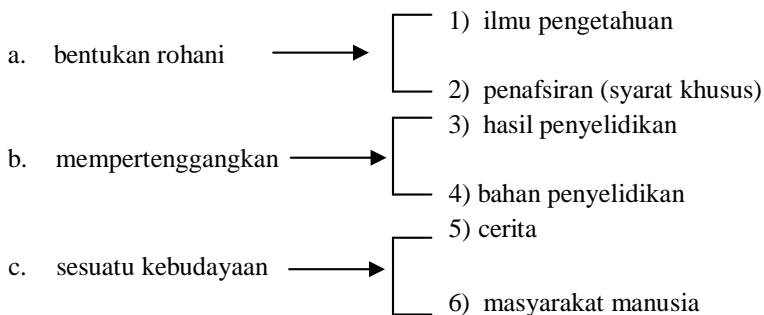 1) ilmu pengetahuan
a. bentukan rohani
2) penafsiran (syarat khusus)
3) hasil penyelidikan
b. mempertenggangkan
4) bahan penyelidikan
5) cerita
c. sesuatu kebudayaan
6) masyarakat manusia